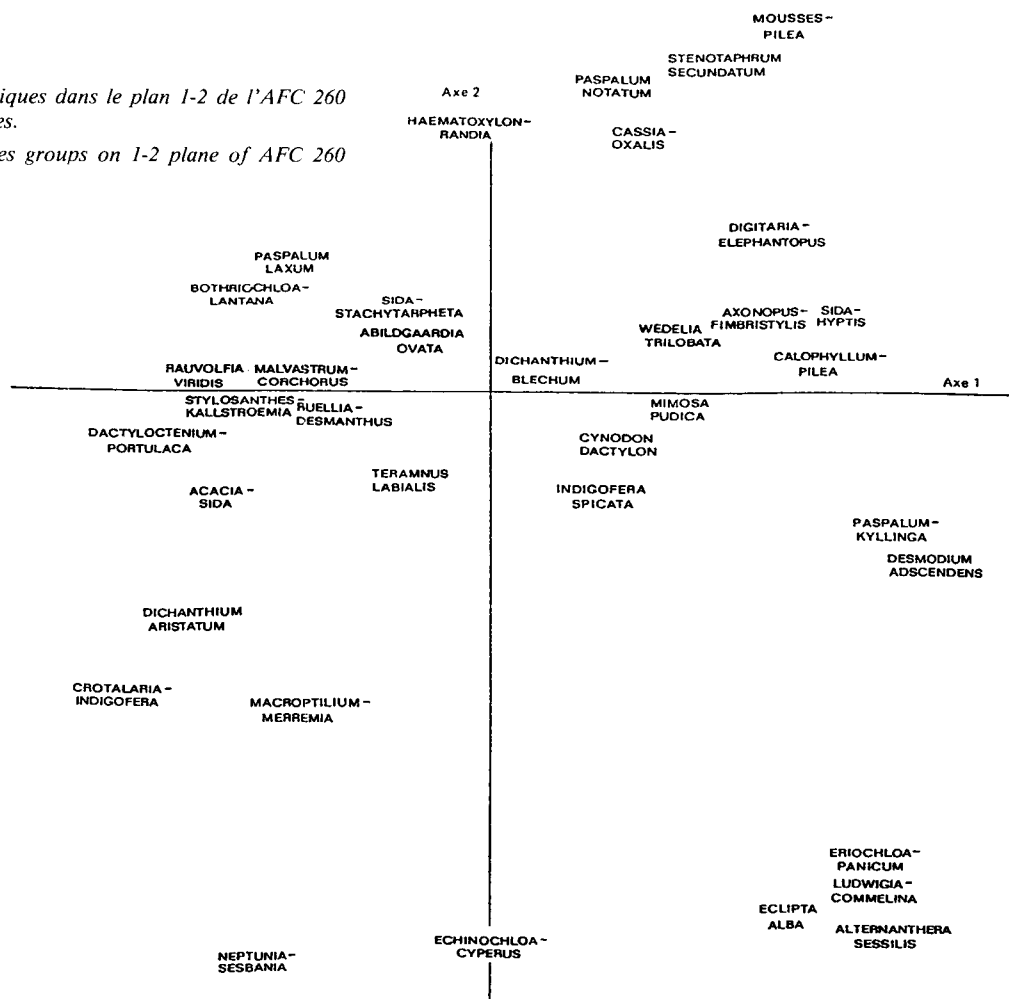 MOUSSES-
PILEA
STENOTAPHRUM
SECUNDATUM
PASPALUM
NOTATUM
iques dans le plan 1-2 de l'AFC 260
es.
Axe 2
HAEMATOXYLON-
RANDIA
CASSIA-
OXALIS
es groups on 1-2 plane of AFC 260
DIGITARIA-
ELEPHANTOPUS
PASPALUM
LAXUM
BOTHRIOCHLOA-
LANTANA
SIDA-
STACHYTARPHETA
ABILDGAARDIA
OVATA
WEDELIA
TRILOBATA
AXONOPUS-
FIMBRISTYLIS
SIDA-
HYPTIS
DICHANTHIUM-
BLECHUM
CALOPHYLLUM-
PILEA
RAUVOLFIA
VIRIDIS
MALVASTRUM-
CORCHORUS
Axe 1
STYLOSANTHES-
KALLSTROEMIA
RUELLIA-
DESMANTHUS
MIMOSA
PUDICA
DACTYLOCTENIUM-
PORTULACA
CYNODON
DACTYLON
TERAMNUS
LABIALIS
ACACIA-
SIDA
INDIGOFERA
SPICATA
PASPALUM-
KYLLINGA
DESMODIUM
ADSCENDENS
DICHANTHIUM
ARISTATUM
CROTALARIA-
INDIGOFERA
MACROPTILIUM-
MERREMIA
ERIOCHLOA-
PANICUM
LUDWIGIA-
COMMELINA
ECLIPTA
ALBA
ALTERNANTHERA
SESSILIS
ECHINOCHLOA-
CYPERUS
NEPTUNIA-
SESBANIA